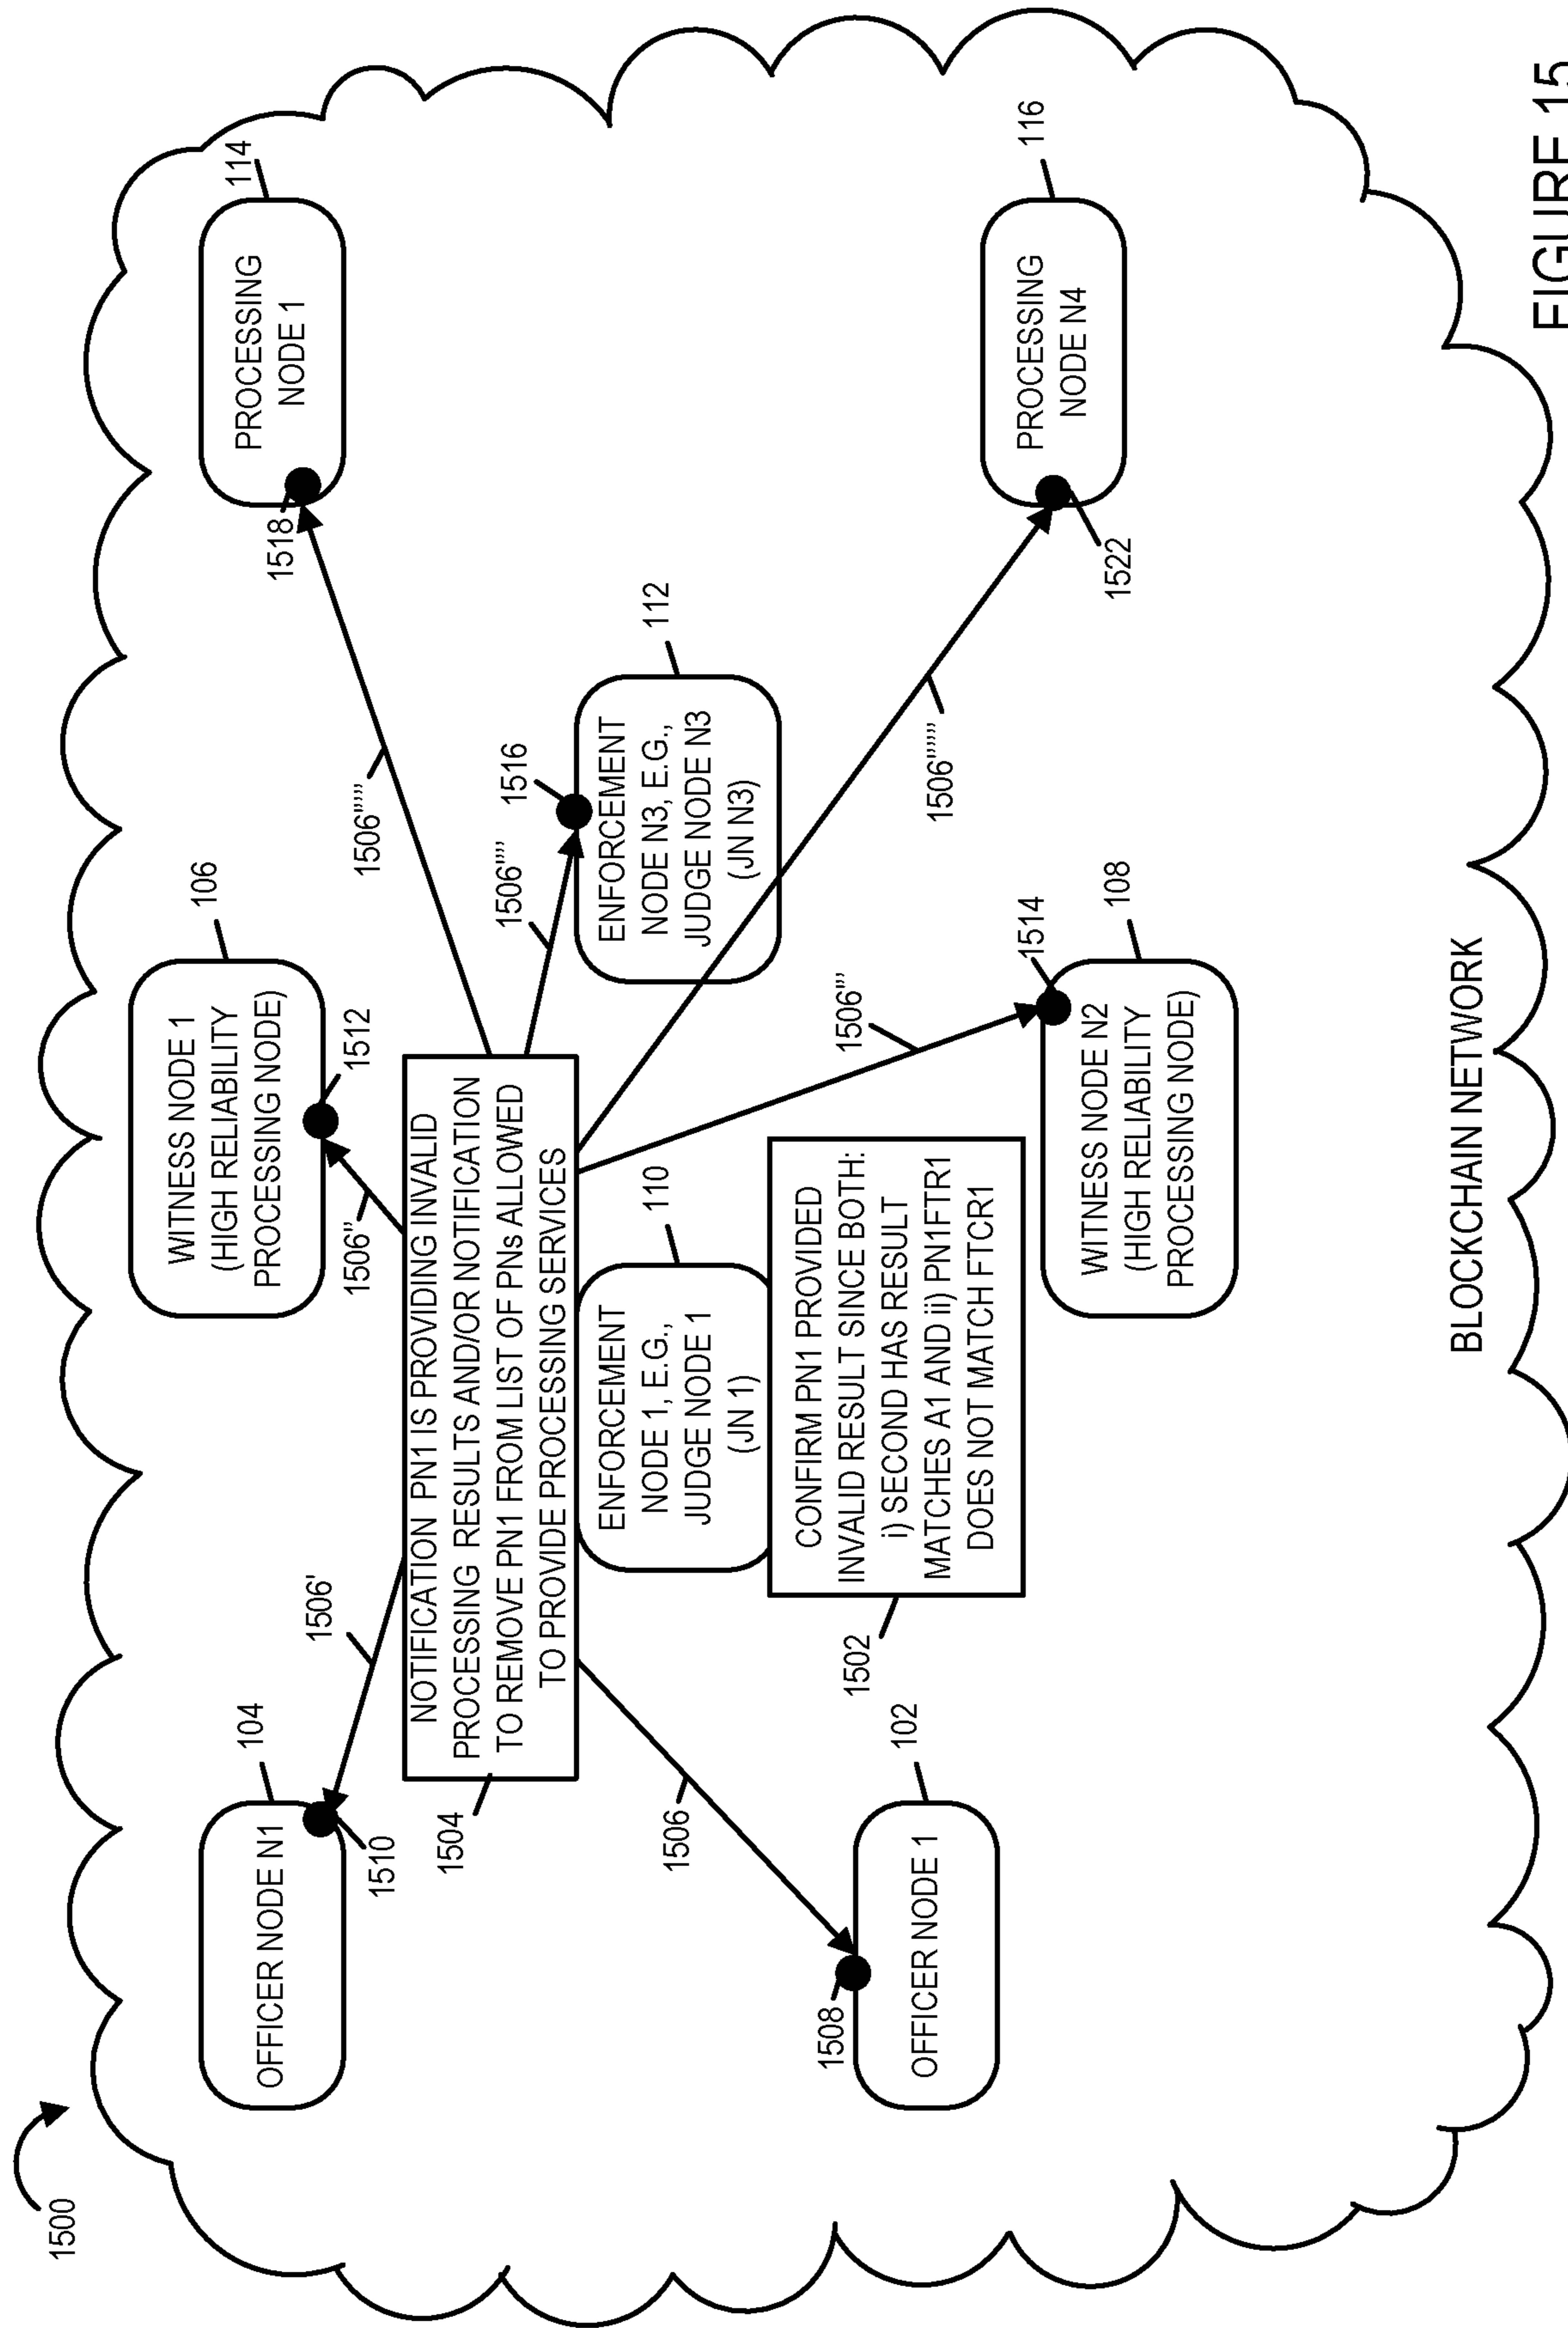 1500
104
OFFICER NODE N1
1510
1506'
WITNESS NODE 1
(HIGH RELIABILITY
PROCESSING NODE)
106
1512
1506''
1504
NOTIFICATION PN1 IS PROVIDING INVALID
PROCESSING RESULTS AND/OR NOTIFICATION
TO REMOVE PN1 FROM LIST OF PNs ALLOWED
TO PROVIDE PROCESSING SERVICES
1506'''''
1518
114
PROCESSING
NODE 1
1506''''
1516
112
ENFORCEMENT
NODE N3, E.G.,
JUDGE NODE N3
(JN N3)
110
ENFORCEMENT
NODE 1, E.G.,
JUDGE NODE 1
(JN 1)
1506
1508
102
OFFICER NODE 1
1502
CONFIRM PN1 PROVIDED
INVALID RESULT SINCE BOTH:
i) SECOND HAS RESULT
MATCHES A1 AND ii) PN1FTR1
DOES NOT MATCH FTCR1
1506'''
1514
108
WITNESS NODE N2
(HIGH RELIABILITY
PROCESSING NODE)
1506''''''
1522
116
PROCESSING
NODE N4
BLOCKCHAIN NETWORK
FIGURE 15